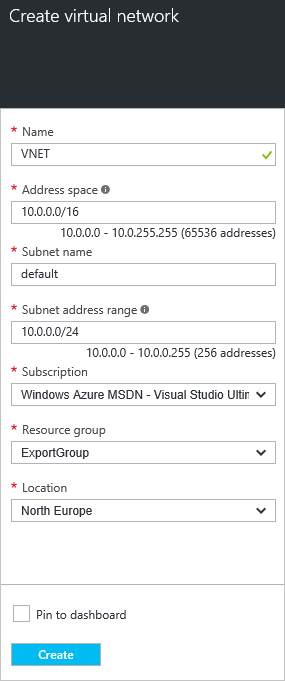 Create virtual network
* Name
VNET
* Address space
10.0.0.0/16
10.0.0.0 - 10.0.255.255 (65536 addresses)
* Subnet name
default
* Subnet address range
10.0.0.0/24
10.0.0.0 - 10.0.0.255 (256 addresses)
* Subscription
Windows Azure MSDN - Visual Studio Ultin
* Resource group
ExportGroup
* Location
North Europe
Pin to dashboard
Create